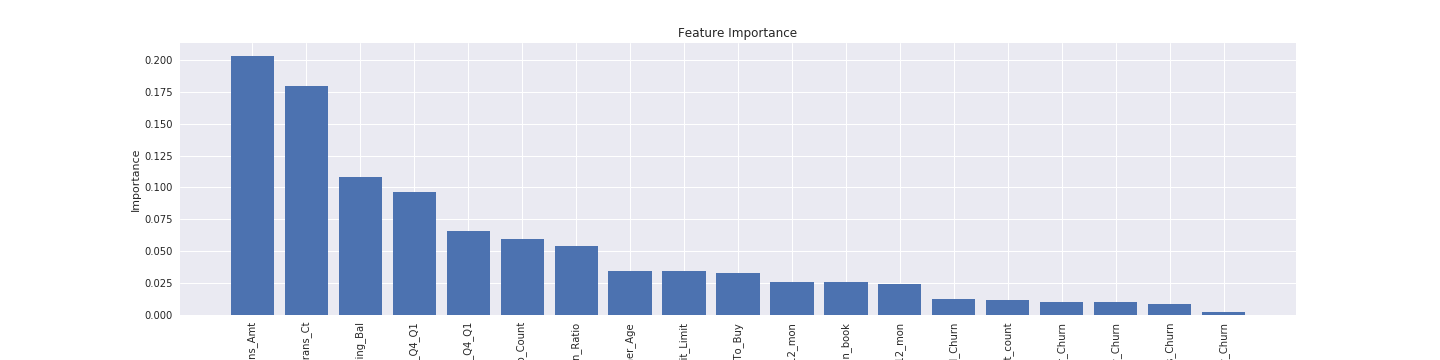 Feature Importance
Importance
0.200
0.175
0.150
0.125
0.100
0.075
0.050
0.025
0.000
ns_Amt
rans_Ct
ing_Bal
_Q4_Q1
_Q4_Q1
_Count
n_Ratio
er_Age
it_Limit
To_Buy
_mon
n_book
_mon
_Churn
t_count
_Churn
_Churn
_Churn
_Churn